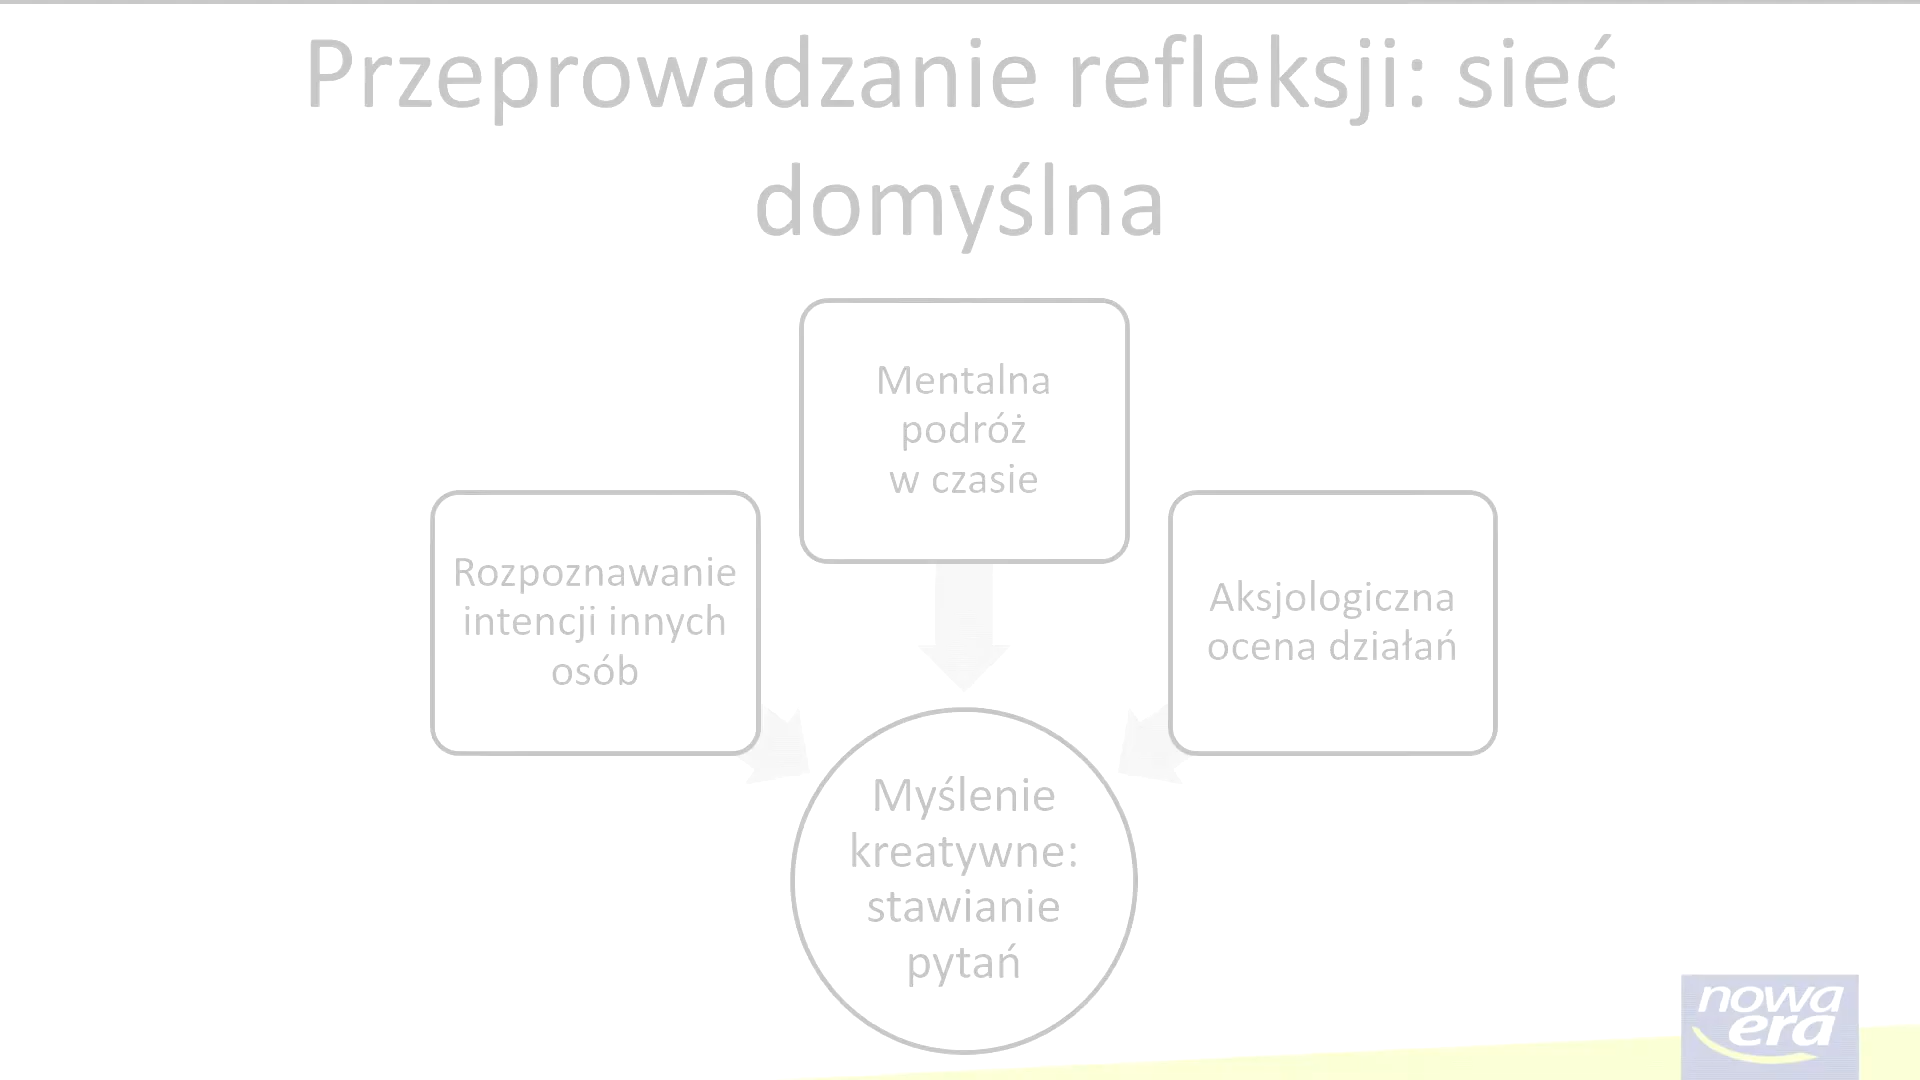 Przeprowadzanie refleksji: sieć
domyślna
Mentalna
podróż
w czasie
Rozpoznawanie
intencji innych
osób
Aksjologiczna
ocena działań
Myślenie
kreatywne:
stawianie
pytań
nowa
era